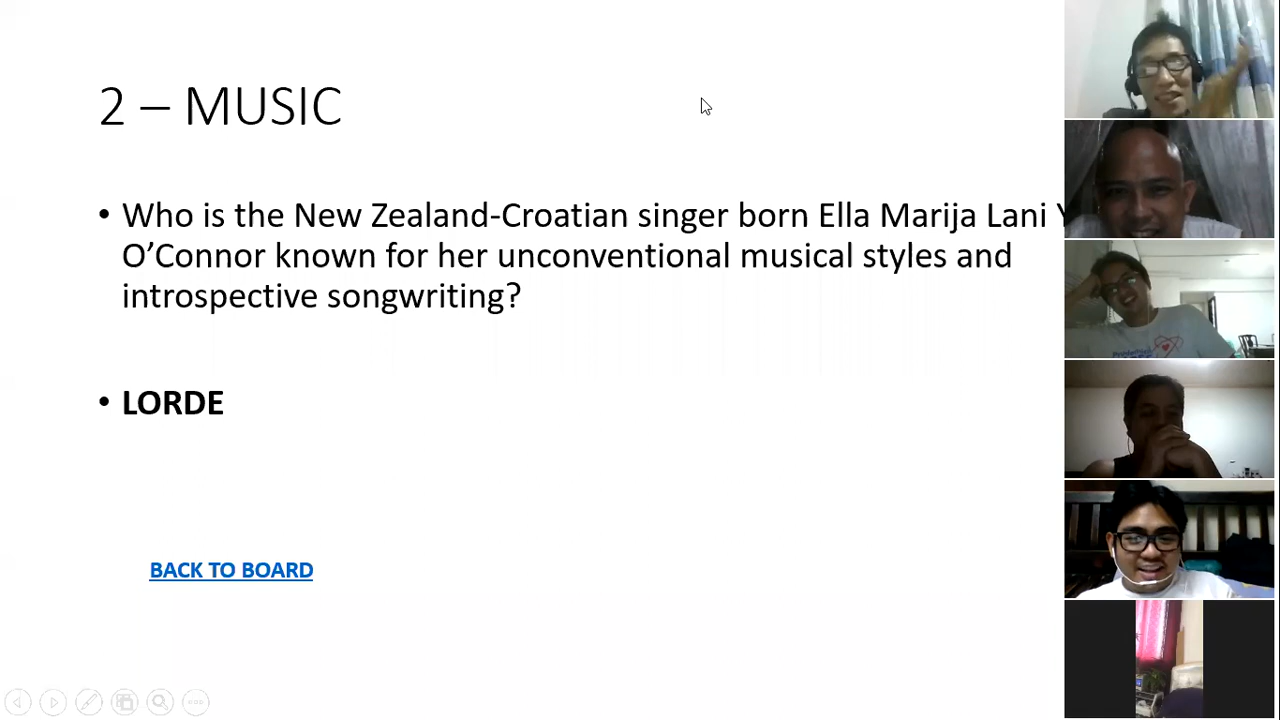 2 – MUSIC
• Who is the New Zealand-Croatian singer born Ella Marija Lani
O’Connor known for her unconventional musical styles and
introspective songwriting?
• LORDE
BACK TO BOARD